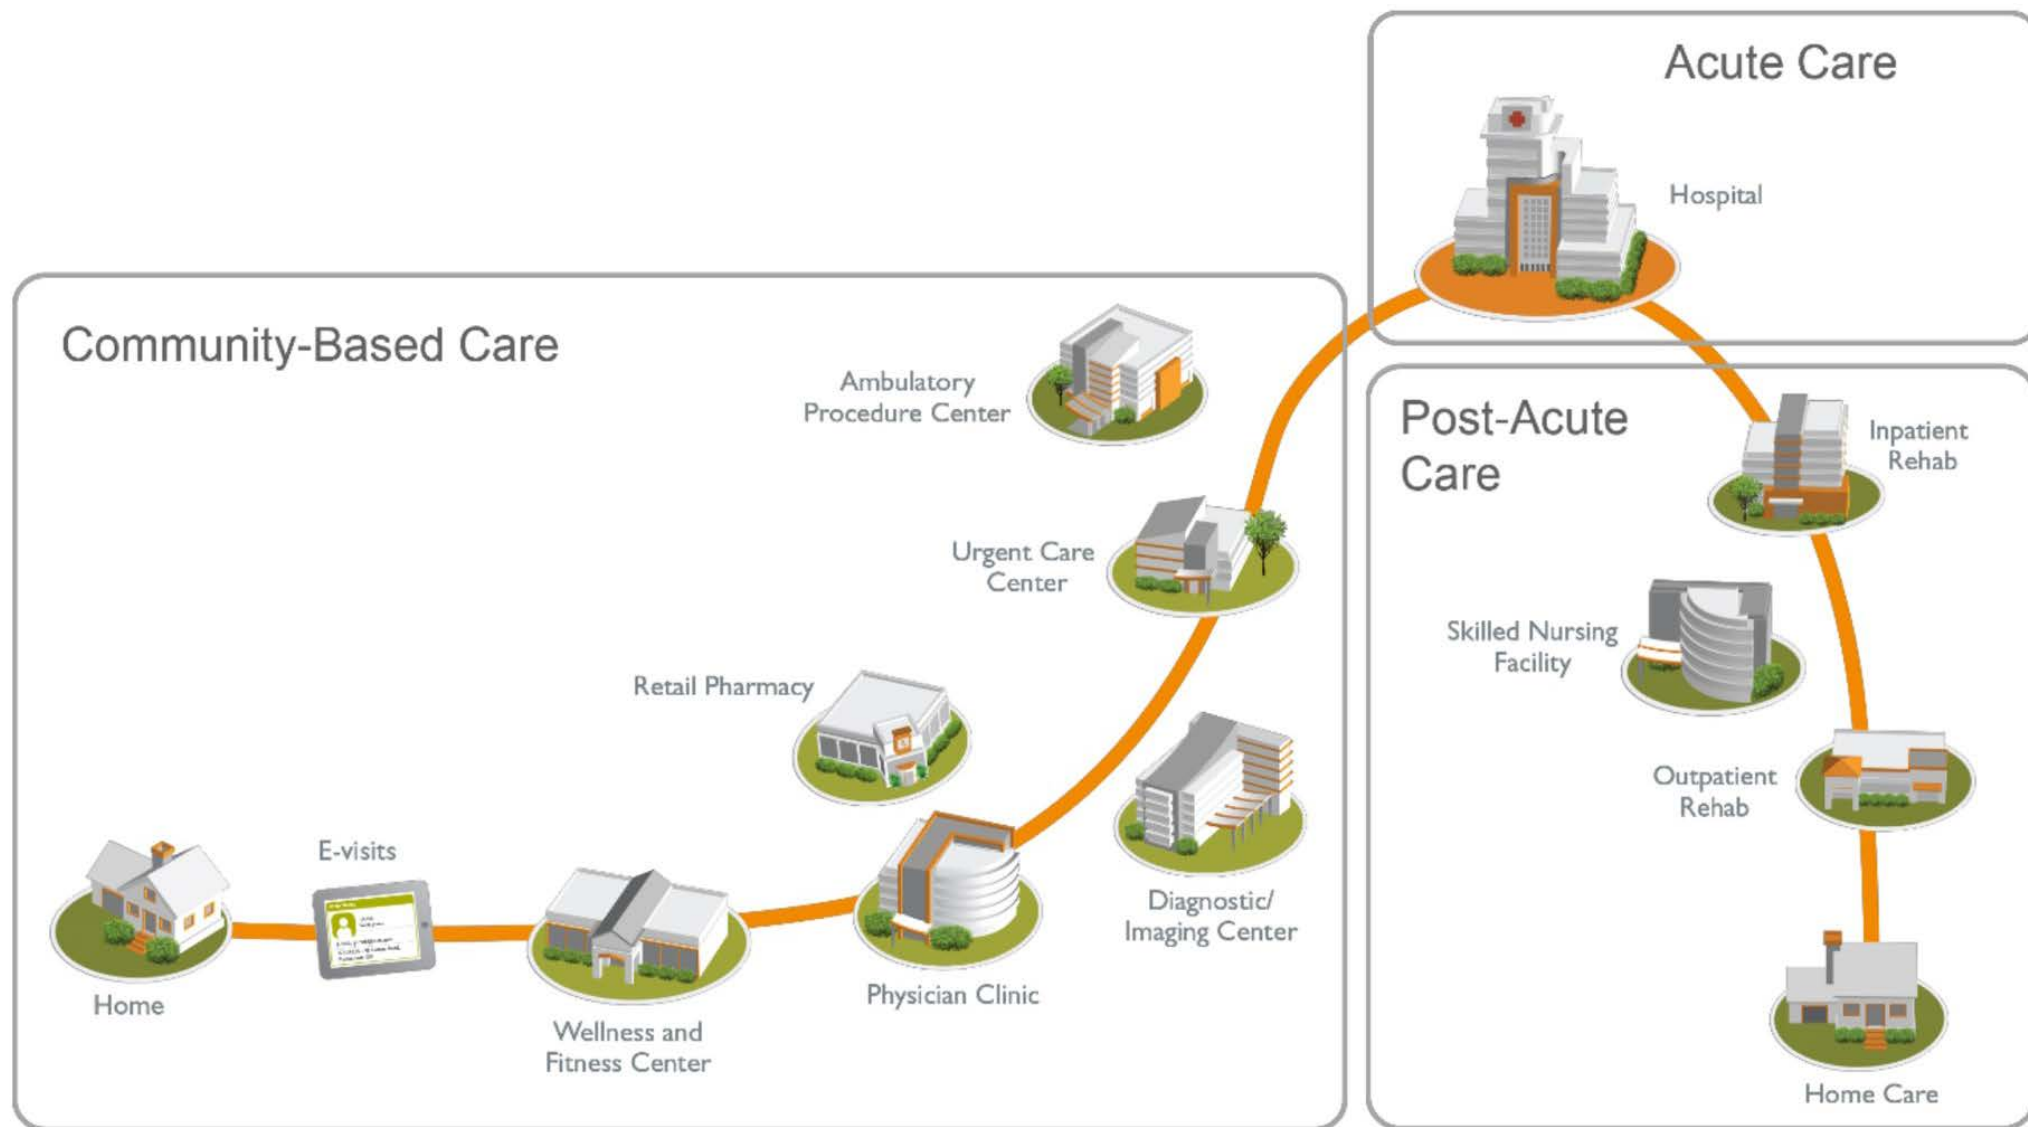 Acute Care
Hospital
Community-Based Care
Ambulatory
Procedure Center
Urgent Care
Center
Retail Pharmacy
Diagnostic/
Imaging Center
E-visits
Home
Wellness and
Fitness Center
Physician Clinic
Post-Acute
Care
Inpatient
Rehab
Skilled Nursing
Facility
Outpatient
Rehab
Home Care